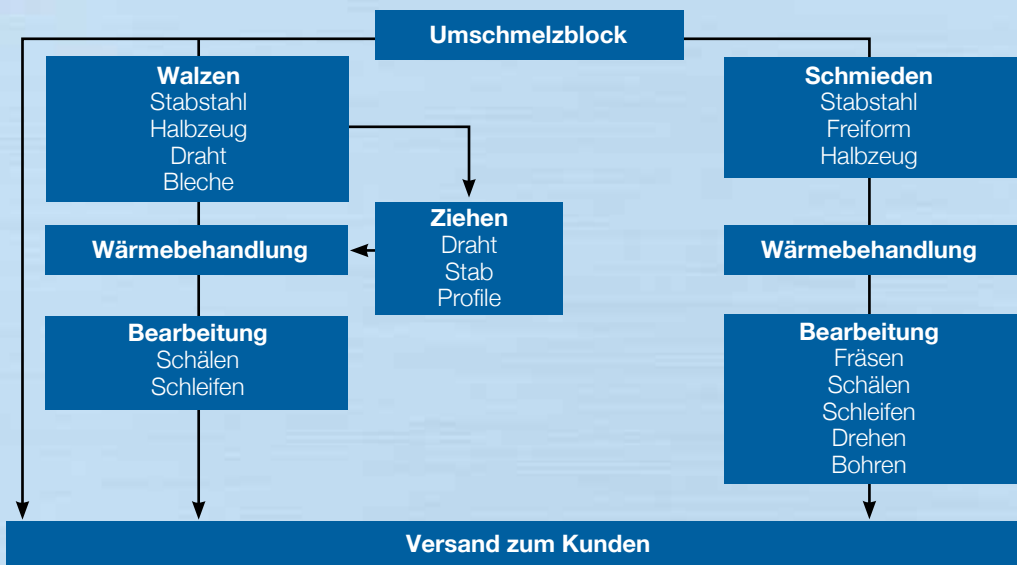 Umschmelzblock
Walzen
Stabstahl
Halbzeug
Draht
Bleche
Ziehen
Draht
Stab
Profile
Wärmebehandlung
Bearbeitung
Schälen
Schleifen
Schmieden
Stabstahl
Freiform
Halbzeug
Wärmebehandlung
Bearbeitung
Fräsen
Schälen
Schleifen
Drehen
Bohren
Versand zum Kunden